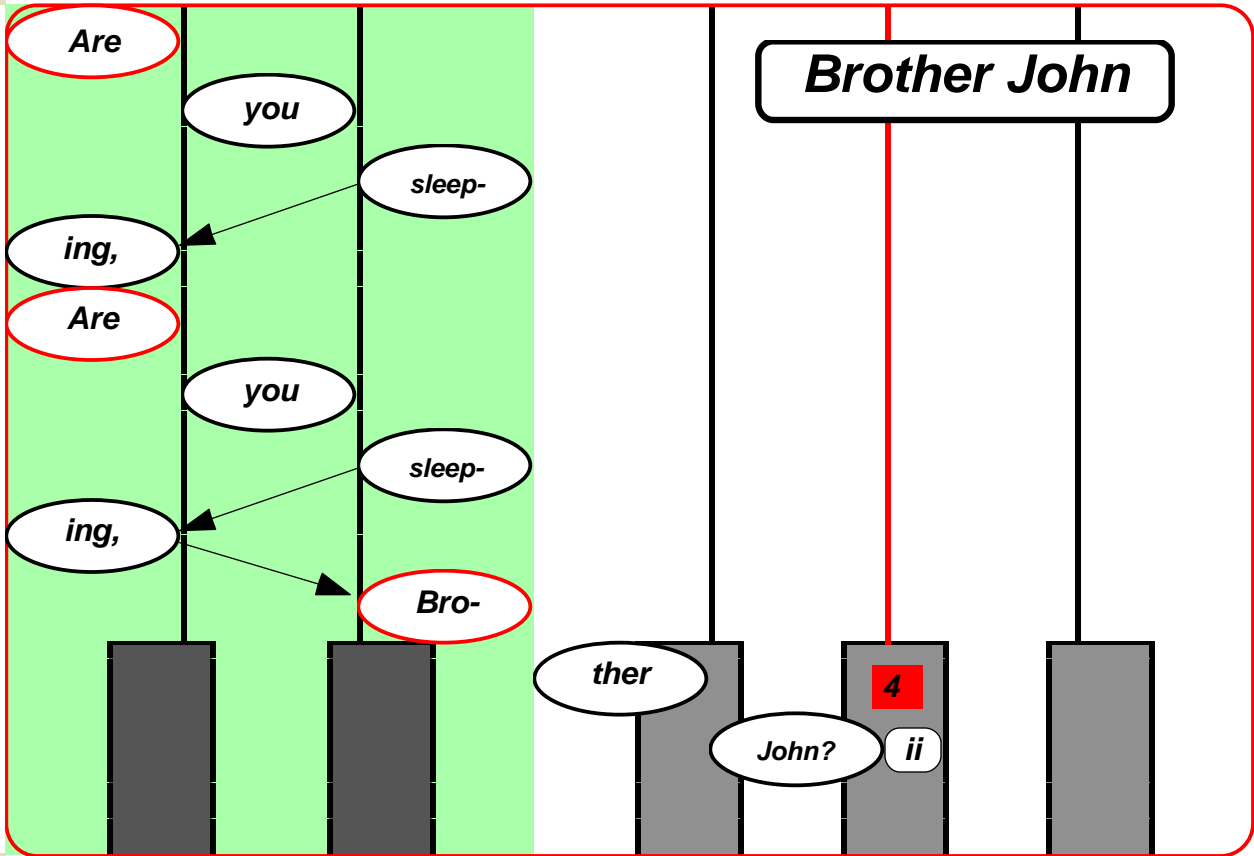 Are
Brother John
you
sleep-
ing,
Are
you
sleep-
ing,
Bro-
ther
4
John?
ii